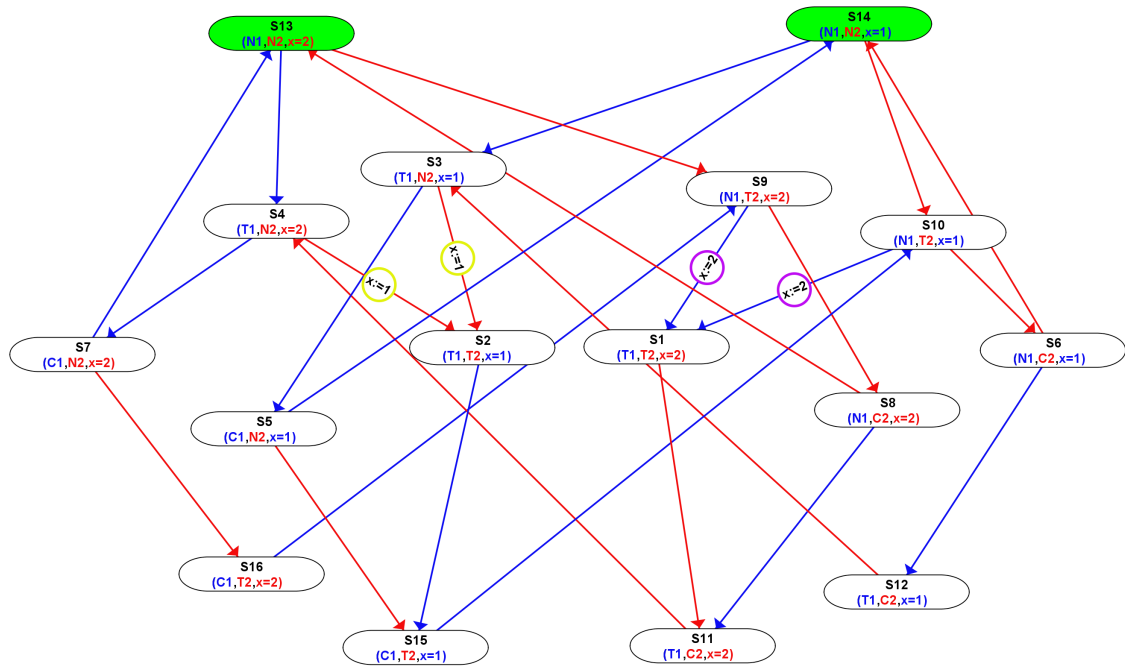 S13
(N1,N2,x=2)
S14
(N1,N2,x=1)
S3
(T1,N2,x=1)
S9
(N1,T2,x=2)
S4
(T1,N2,x=2)
S10
(N1,T2,x=1)
x:=1
x:=1
x:=2
x:=2
S7
(C1,N2,x=2)
S2
(T1,T2,x=1)
S1
(T1,T2,x=2)
S6
(N1,C2,x=1)
S5
(C1,N2,x=1)
S8
(N1,C2,x=2)
S16
(C1,T2,x=2)
S12
(T1,C2,x=1)
S15
(C1,T2,x=1)
S11
(T1,C2,x=2)